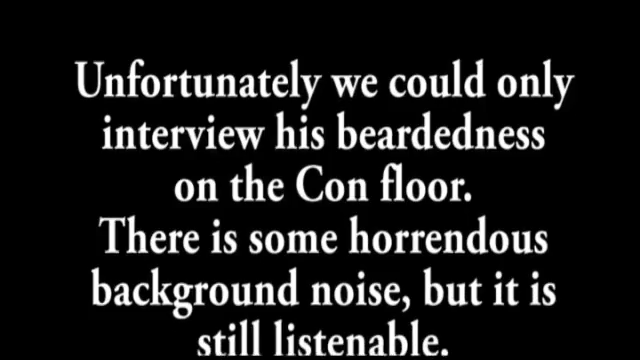 Unfortunately we could only
interview his beardedness
on the Con floor.
There is some horrendous
background noise, but it is
still listenable.